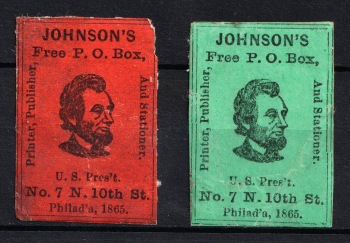 JOHNSON'S
Free P. O. Box,
Printer, Publisher,
And Stationer.
U. S. Pres't.
No. 7 N. 10th St.
Philad'a, 1865.
JOHNSON'S
Free P. O. Box,
Printer, Publisher,
And Stationer.
U. S. Pres't.
No. 7 N. 10th St.
Philad'a, 1865.